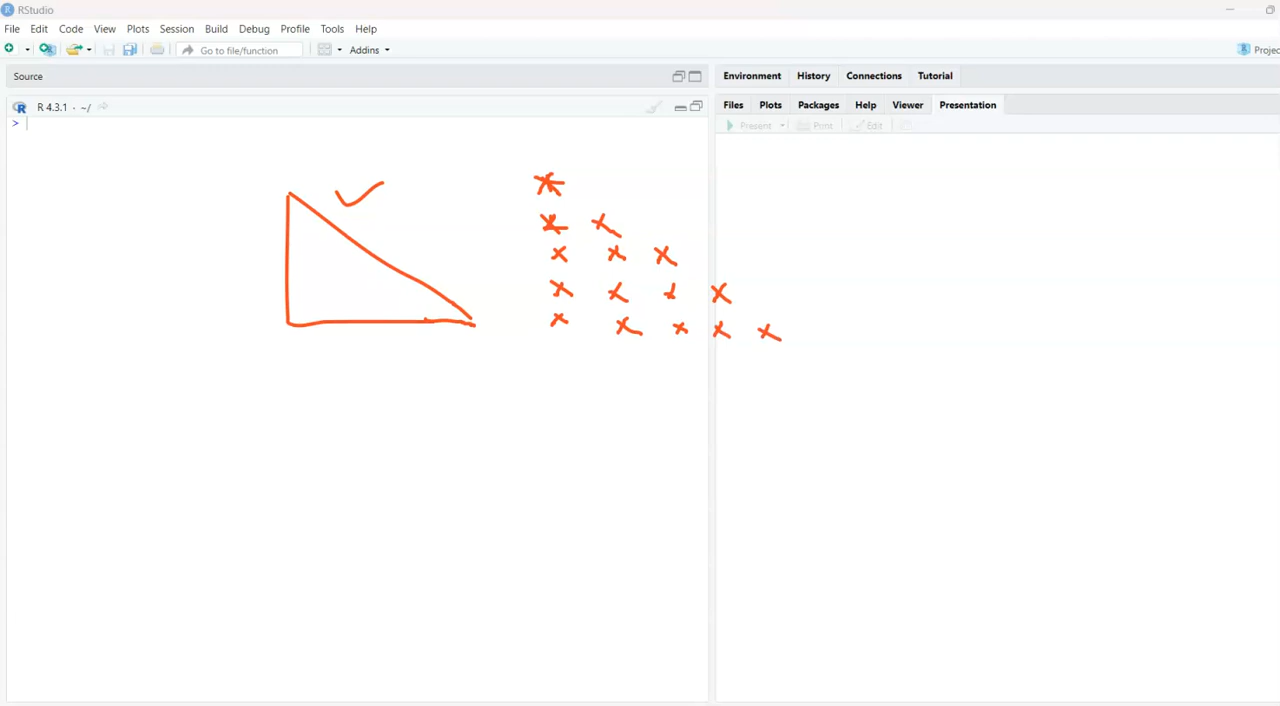 RStudio
File Edit Code View Plots Session Build Debug Profile Tools Help
Go to file/function Addins Projec
Source Environment History Connections Tutorial
R 4.3.1 · ~/ Files Plots Packages Help Viewer Presentation
> Present Print Edit
*
* *
* * *
* * * *
* * * * *